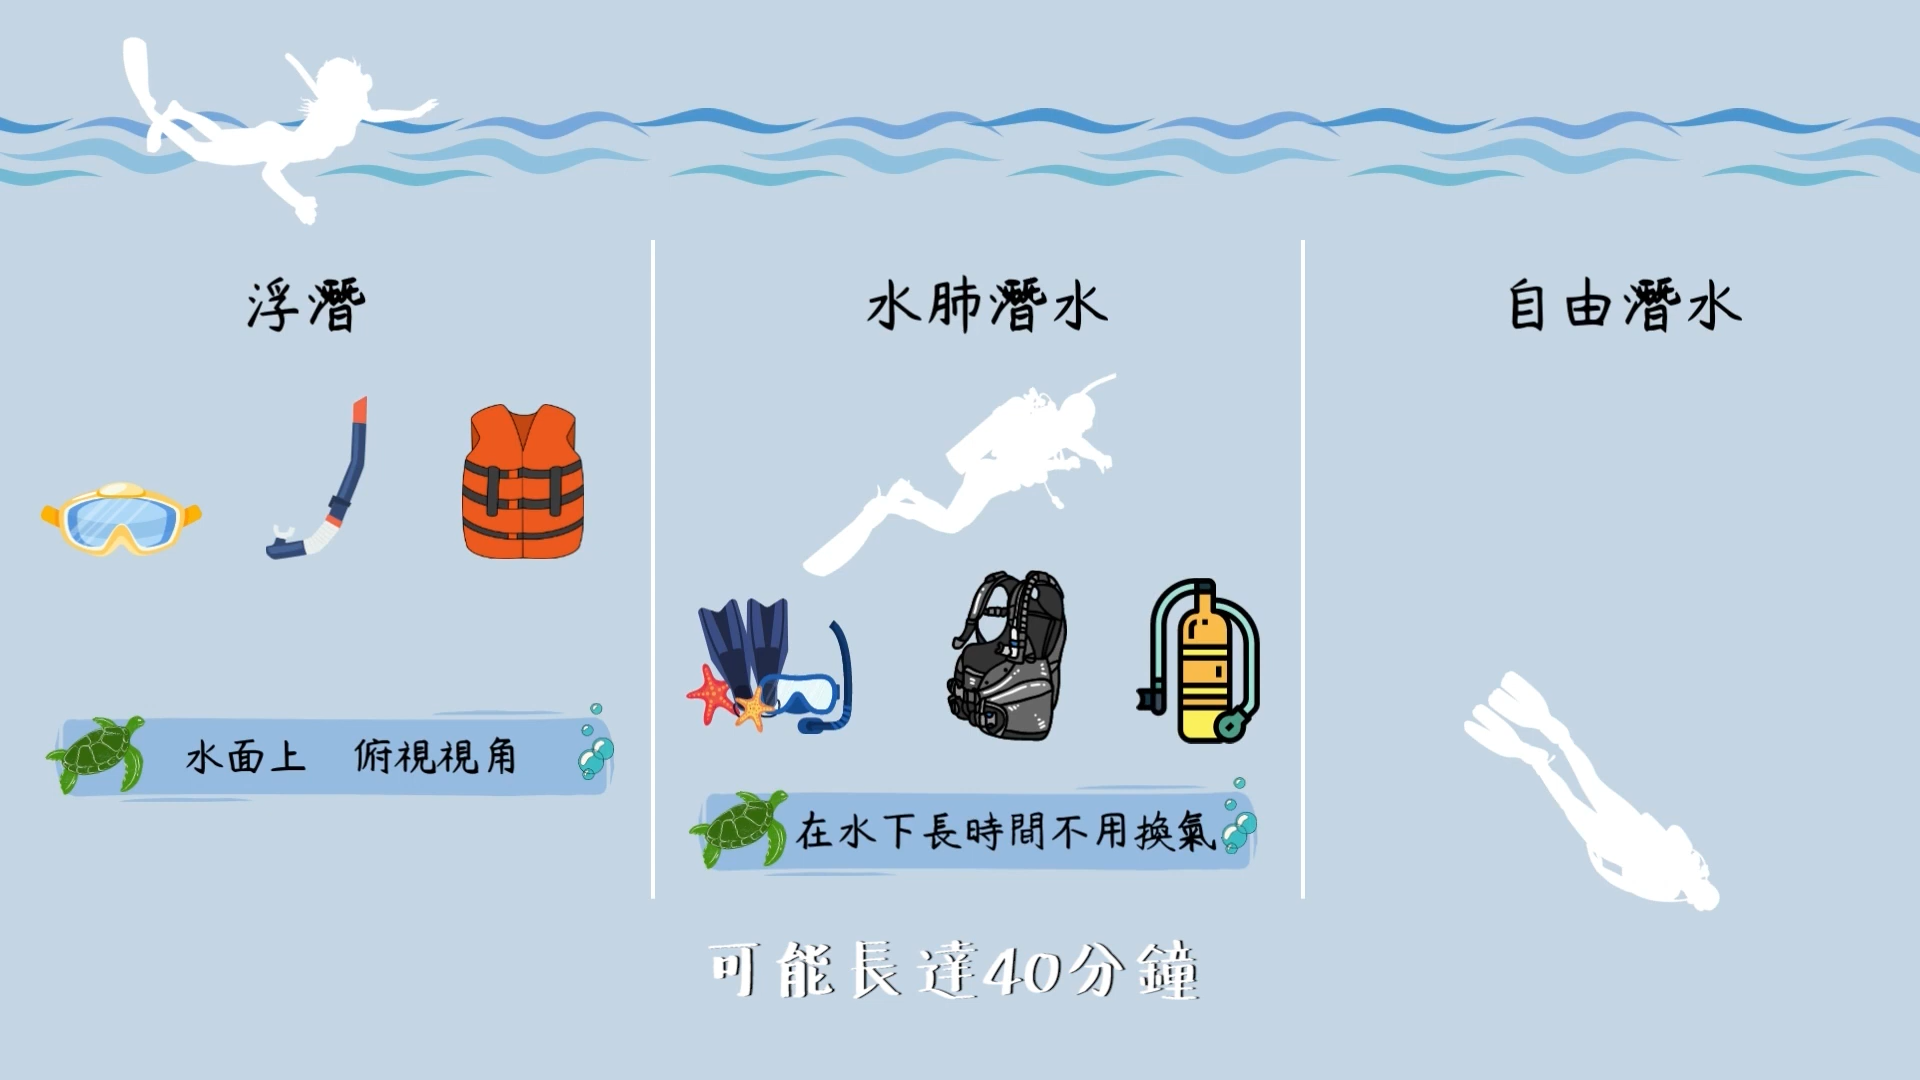 浮潛
水肺潛水
自由潛水
水面上　俯視視角
在水下長時間不用換氣
可能長達40分鐘